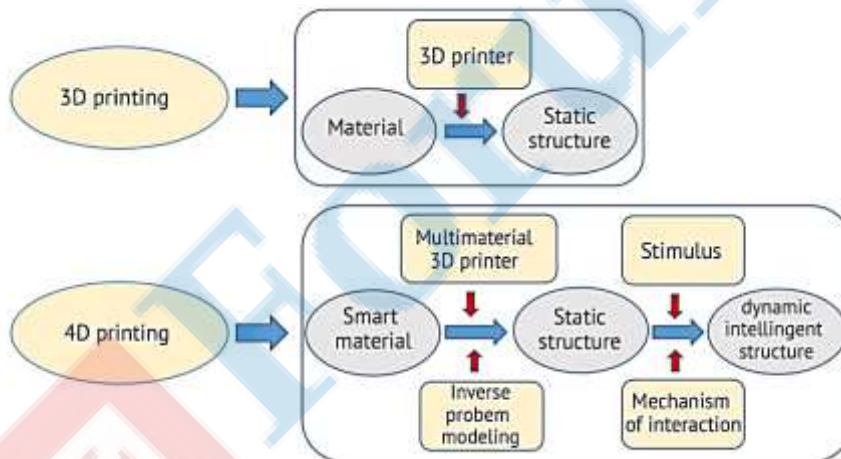 3D printing
3D printer
Material
Static
structure
4D printing
Multimaterial
3D printer
Stimulus
Smart
material
Static
structure
dynamic
intellingent
structure
Inverse
probem
modeling
Mechanism
of interaction